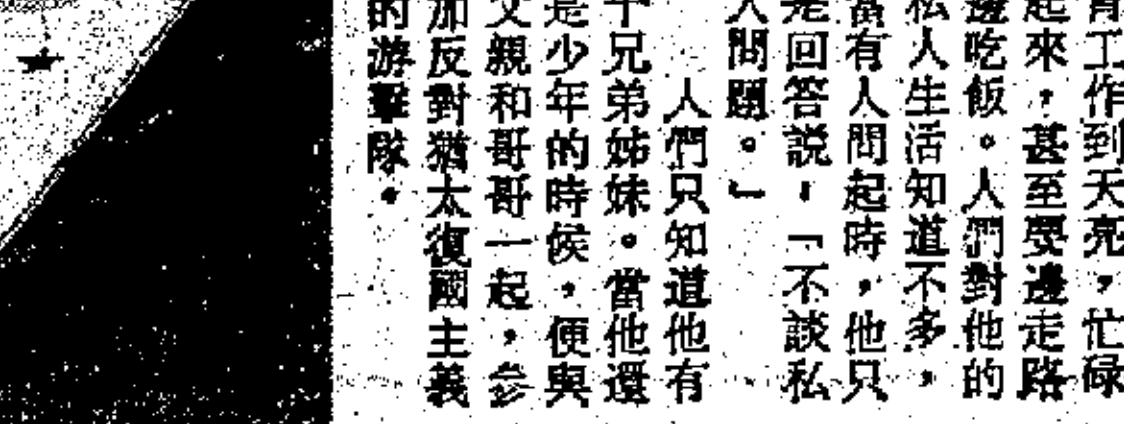 工作到天亮，忙碌
起來，甚至要邊走路
邊吃飯。人們對他的
私人生活知道不多，
當有人問起時，他只
是回答説，「不談私
人問題。」
人們只知道他有
兄弟姊妹。當他還
是少年的時候，便與
父親和哥哥一起，參
加反對猶太復國主義
的游擊隊。